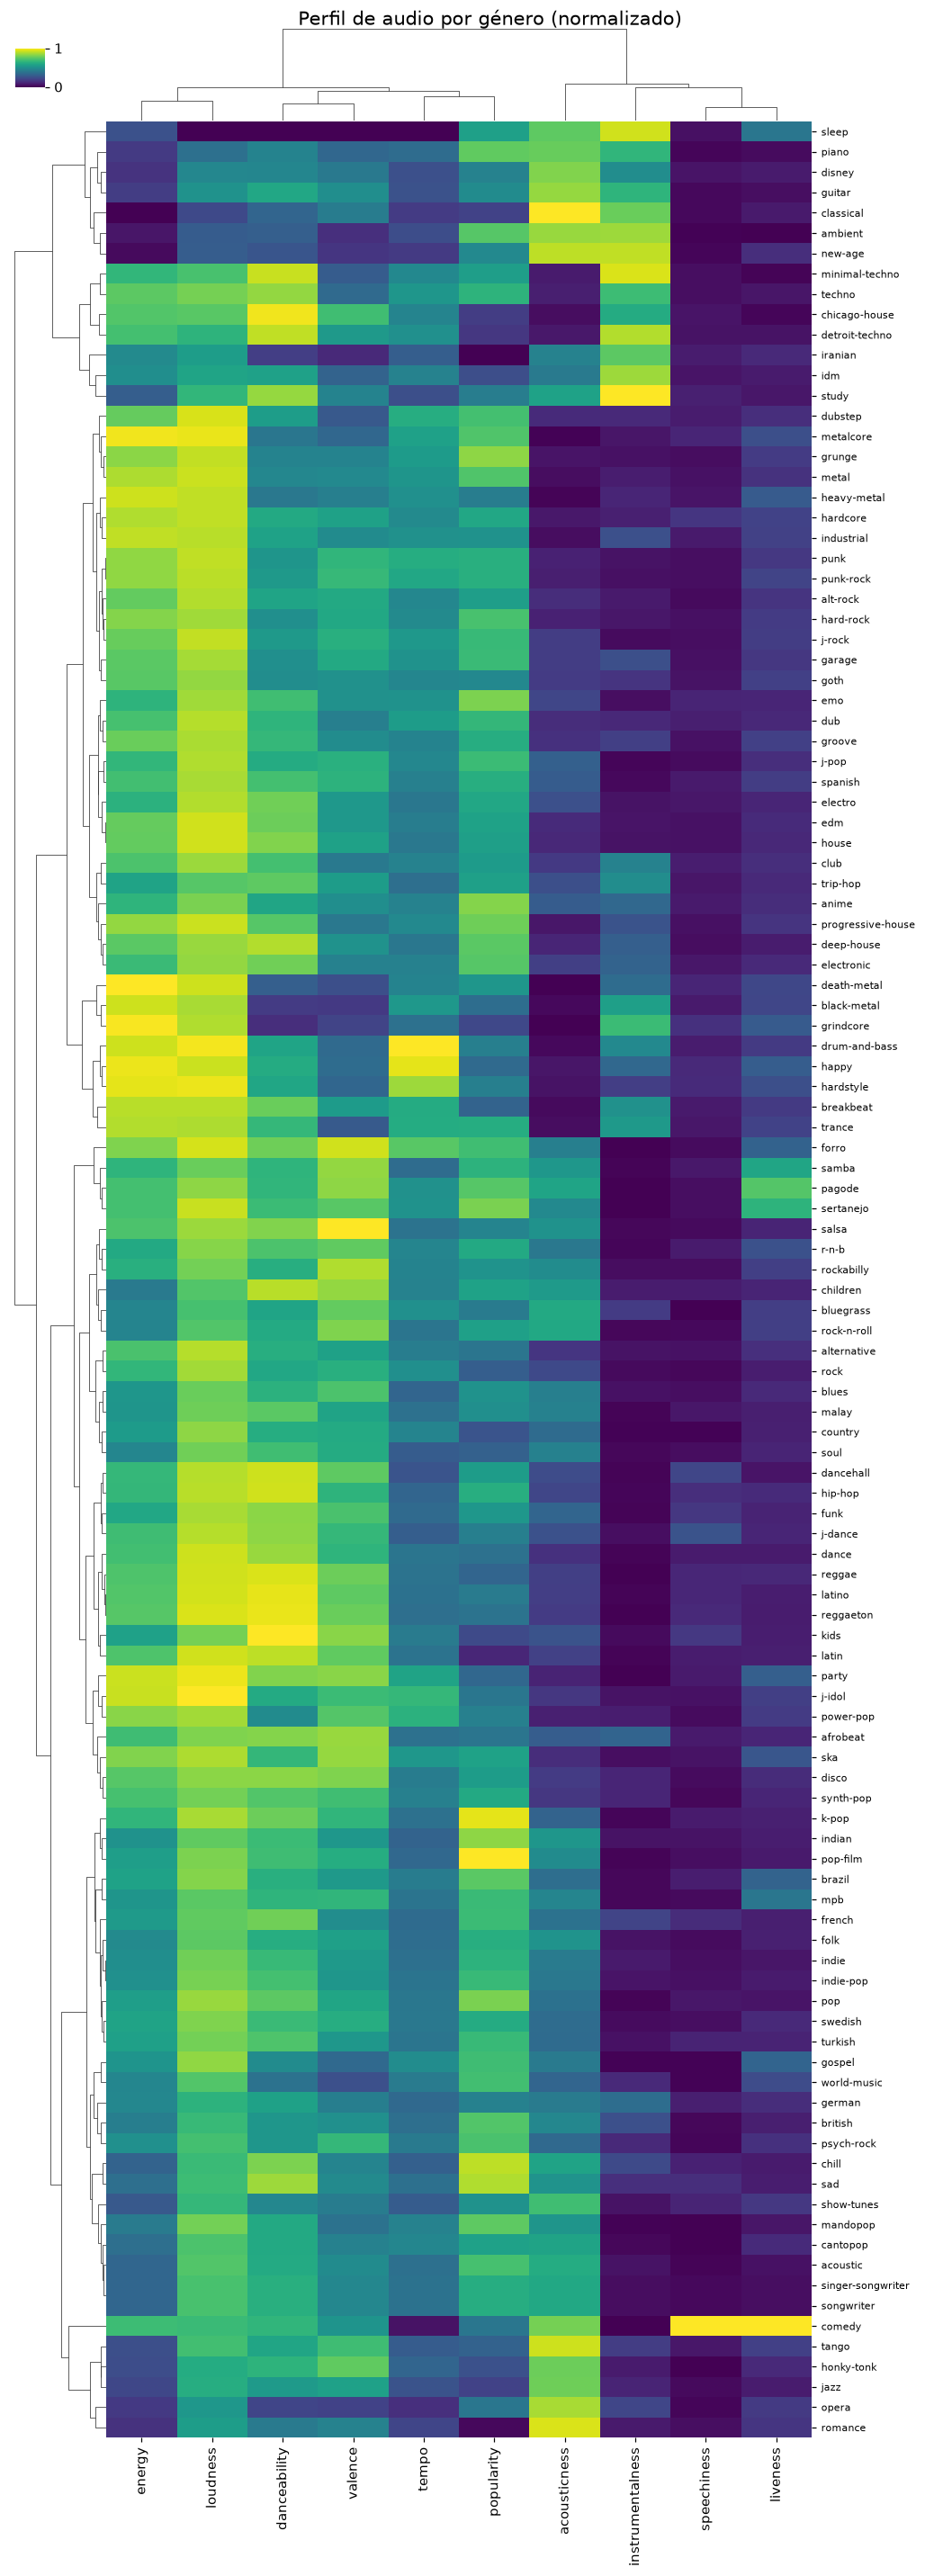 Perfil de audio por género (normalizado)
1
0
sleep
piano
disney
guitar
classical
ambient
new-age
minimal-techno
techno
chicago-house
detroit-techno
iranian
idm
study
dubstep
metalcore
grunge
metal
heavy-metal
hardcore
industrial
punk
punk-rock
alt-rock
hard-rock
j-rock
garage
goth
emo
dub
groove
j-pop
spanish
electro
edm
house
club
trip-hop
anime
progressive-house
deep-house
electronic
death-metal
black-metal
grindcore
drum-and-bass
happy
hardstyle
breakbeat
trance
forro
samba
pagode
sertanejo
salsa
r-n-b
rockabilly
children
bluegrass
rock-n-roll
alternative
rock
blues
malay
country
soul
dancehall
hip-hop
funk
j-dance
dance
reggae
latino
reggaeton
kids
latin
party
j-idol
power-pop
afrobeat
ska
disco
synth-pop
k-pop
indian
pop-film
brazil
mpb
french
folk
indie
indie-pop
pop
swedish
turkish
gospel
world-music
german
british
psych-rock
chill
sad
show-tunes
mandopop
cantopop
acoustic
singer-songwriter
songwriter
comedy
tango
honky-tonk
jazz
opera
romance
energy
loudness
danceability
valence
tempo
popularity
acousticness
instrumentalness
speechiness
liveness